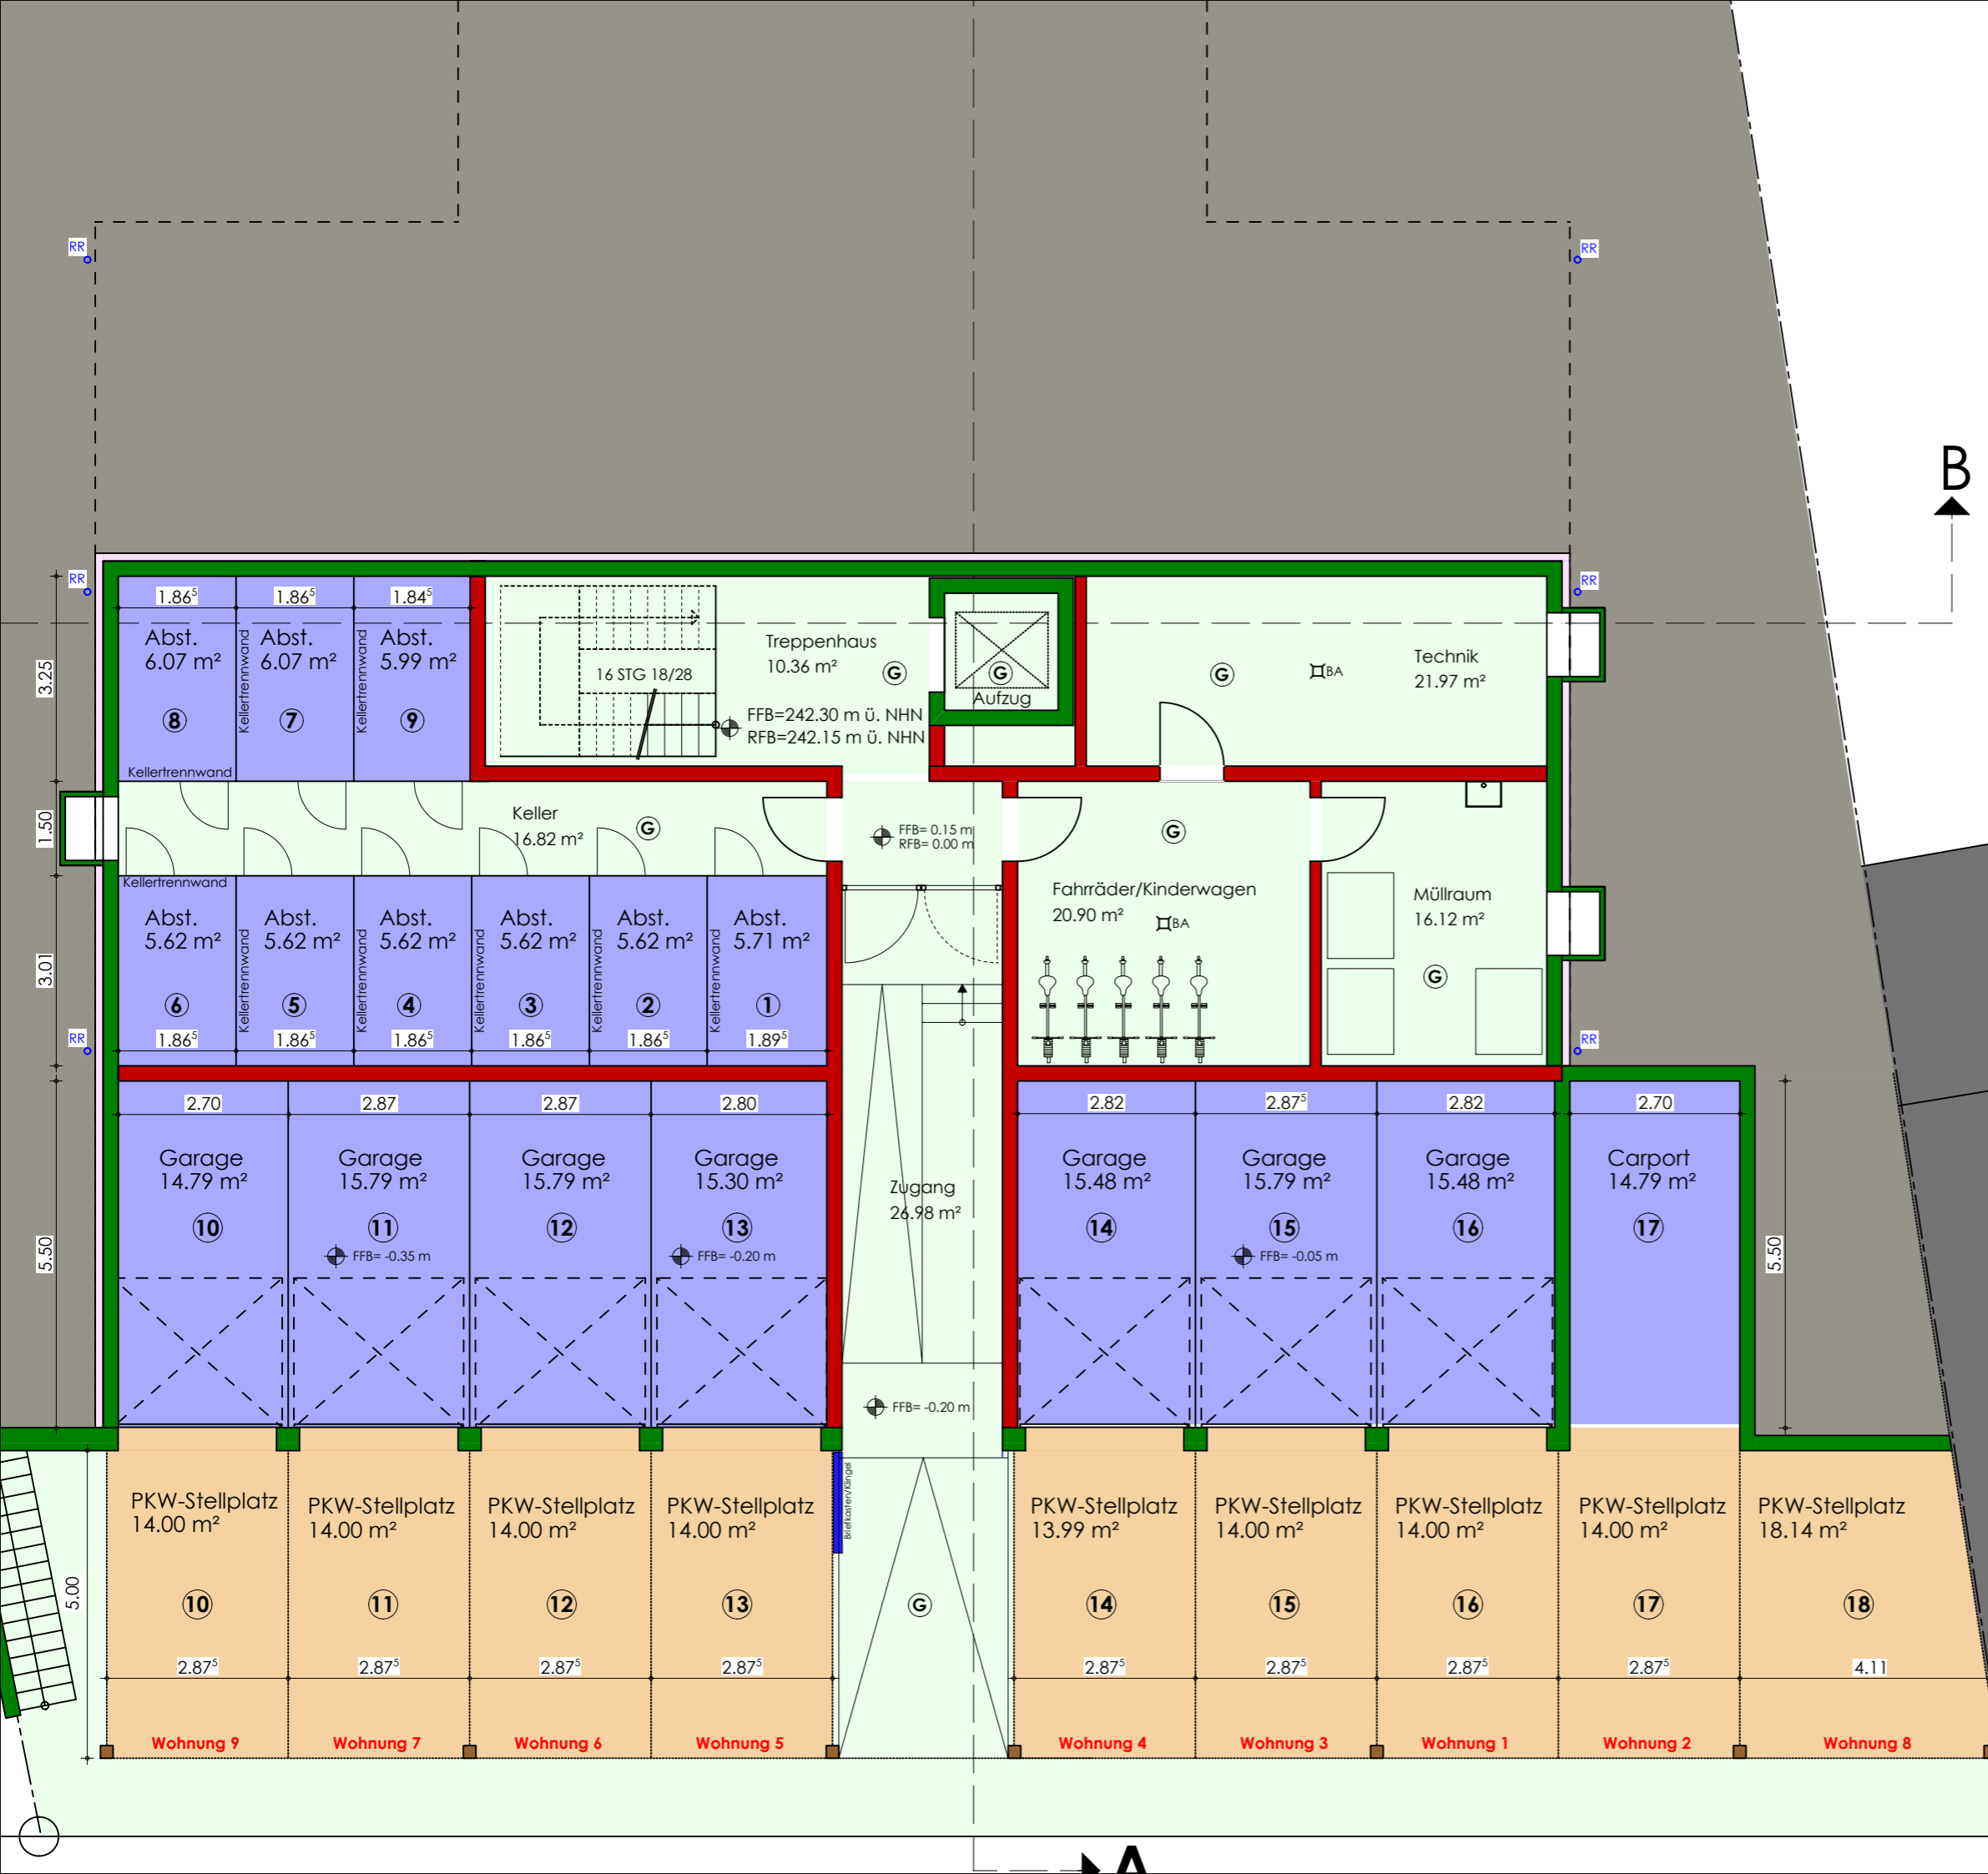 RR
RR
B
RR
RR
1.86⁵
1.86⁵
1.84⁵
Abst.
6.07 m²
Abst.
6.07 m²
Abst.
5.99 m²
Kellertrennwand
Kellertrennwand
8
7
9
Kellertrennwand
3.25
16 STG 18/28
Treppenhaus
10.36 m²
G
G
Aufzug
FFB=242.30 m ü. NHN
RFB=242.15 m ü. NHN
G
BA
Technik
21.97 m²
1.50
Keller
16.82 m²
G
FFB= 0.15 m
RFB= 0.00 m
G
Fahrräder/Kinderwagen
20.90 m²
BA
Müllraum
16.12 m²
G
Kellertrennwand
Abst.
5.62 m²
Abst.
5.62 m²
Abst.
5.62 m²
Abst.
5.62 m²
Abst.
5.62 m²
Abst.
5.71 m²
Kellertrennwand
Kellertrennwand
Kellertrennwand
Kellertrennwand
Kellertrennwand
3.01
6
5
4
3
2
1
RR
RR
1.86⁵
1.86⁵
1.86⁵
1.86⁵
1.86⁵
1.89⁵
2.70
2.87
2.87
2.80
2.82
2.87⁵
2.82
2.70
Garage
14.79 m²
Garage
15.79 m²
Garage
15.79 m²
Garage
15.30 m²
Zugang
26.98 m²
Garage
15.48 m²
Garage
15.79 m²
Garage
15.48 m²
Carport
14.79 m²
10
11
12
13
14
15
16
17
FFB= -0.35 m
FFB= -0.20 m
FFB= -0.05 m
5.50
5.50
FFB= -0.20 m
Briefkasten/Klingel
PKW-Stellplatz
14.00 m²
PKW-Stellplatz
14.00 m²
PKW-Stellplatz
14.00 m²
PKW-Stellplatz
14.00 m²
PKW-Stellplatz
13.99 m²
PKW-Stellplatz
14.00 m²
PKW-Stellplatz
14.00 m²
PKW-Stellplatz
14.00 m²
PKW-Stellplatz
18.14 m²
5.00
10
11
12
13
G
14
15
16
17
18
2.87⁵
2.87⁵
2.87⁵
2.87⁵
2.87⁵
2.87⁵
2.87⁵
2.87⁵
4.11
Wohnung 9
Wohnung 7
Wohnung 6
Wohnung 5
Wohnung 4
Wohnung 3
Wohnung 1
Wohnung 2
Wohnung 8
A